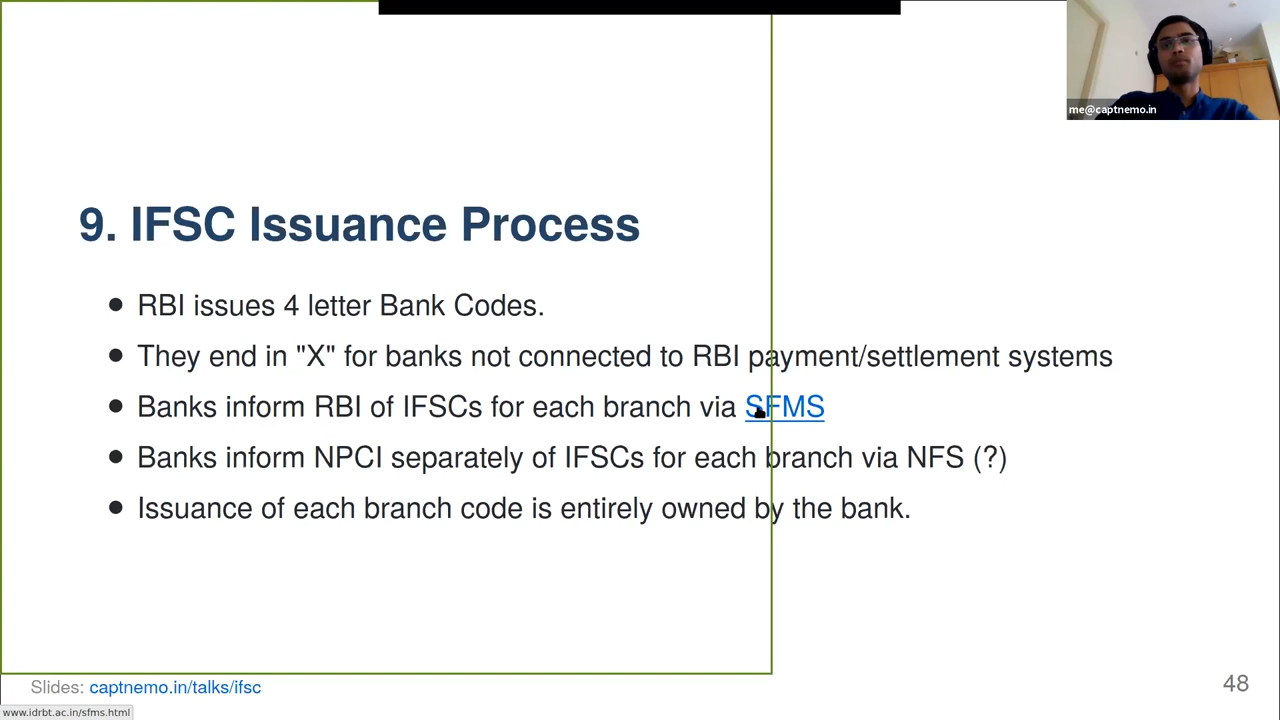 me@captnemo.in
9. IFSC Issuance Process
RBI issues 4 letter Bank Codes.
They end in "X" for banks not connected to RBI payment/settlement systems
Banks inform RBI of IFSCs for each branch via SFMS
Banks inform NPCI separately of IFSCs for each branch via NFS (?)
Issuance of each branch code is entirely owned by the bank.
Slides: captnemo.in/talks/ifsc
48
www.idrbt.ac.in/sfms.html